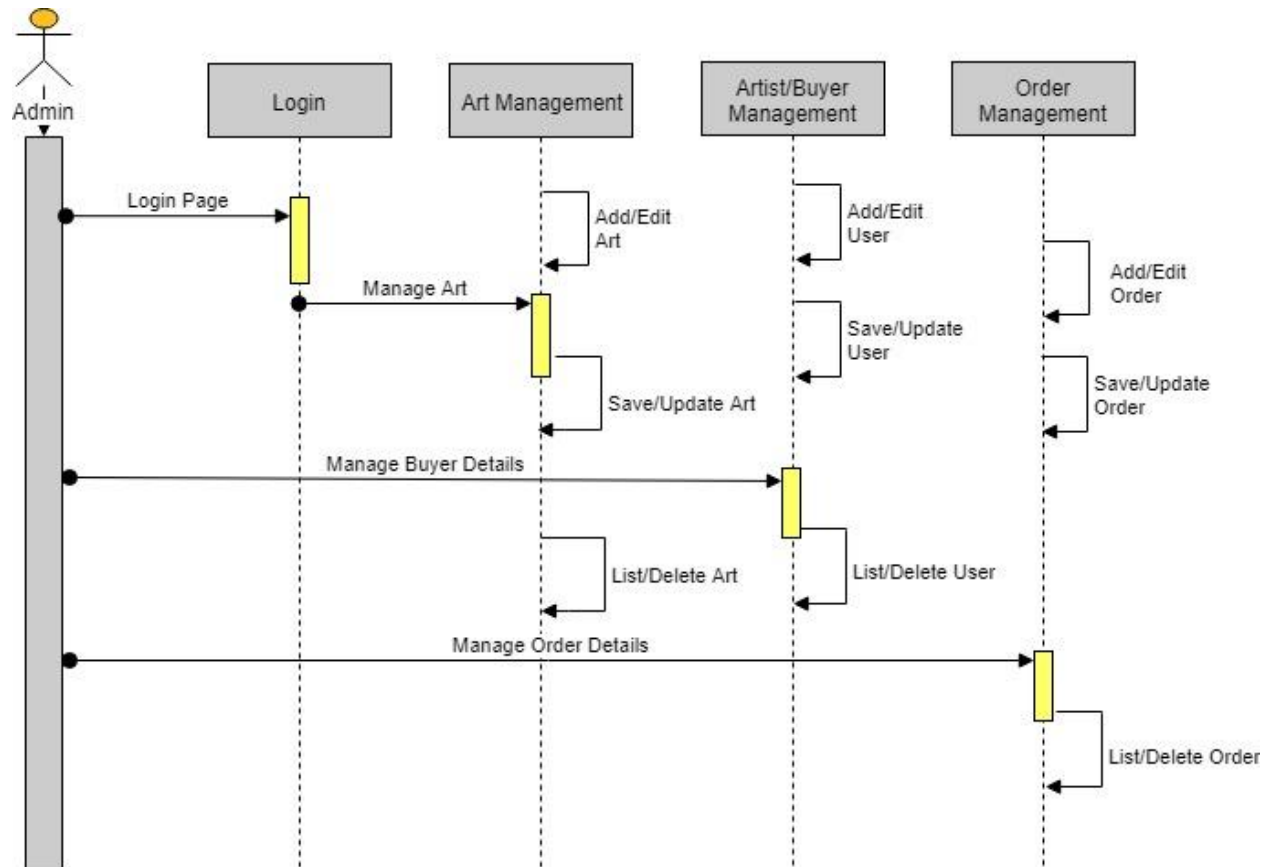 Admin
Login
Art Management
Artist/Buyer
Management
Order
Management
Login Page
Add/Edit
Art
Add/Edit
User
Add/Edit
Order
Manage Art
Save/Update
User
Save/Update
Order
Save/Update Art
Manage Buyer Details
List/Delete Art
List/Delete User
Manage Order Details
List/Delete Order